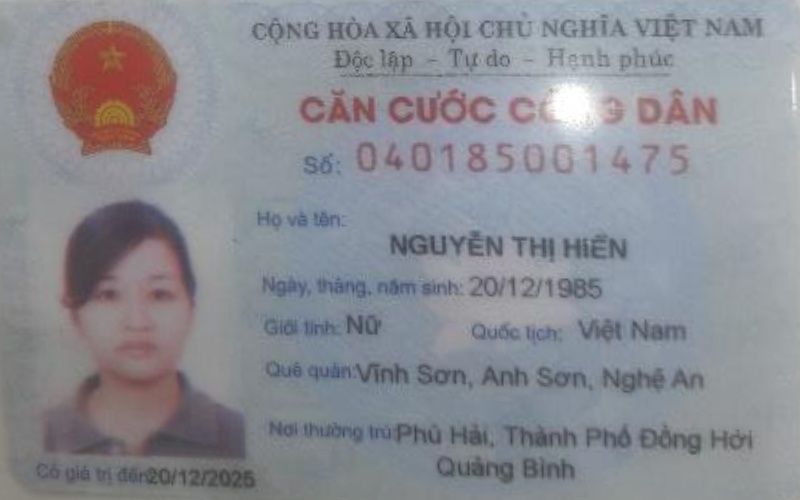 CỘNG HÒA XÃ HỘI CHỦ NGHĨA VIỆT NAM
Độc lập - Tự do - Hạnh phúc
CĂN CƯỚC CÔNG DÂN
Số: 040185001475
Họ và tên:
NGUYỄN THỊ HIỀN
Ngày, tháng, năm sinh: 20/12/1985
Giới tính: Nữ Quốc tịch: Việt Nam
Quê quán: Vĩnh Sơn, Anh Sơn, Nghệ An
Nơi thường trú: Phú Hải, Thành Phố Đồng Hới
Quảng Bình
Có giá trị đến: 20/12/2025